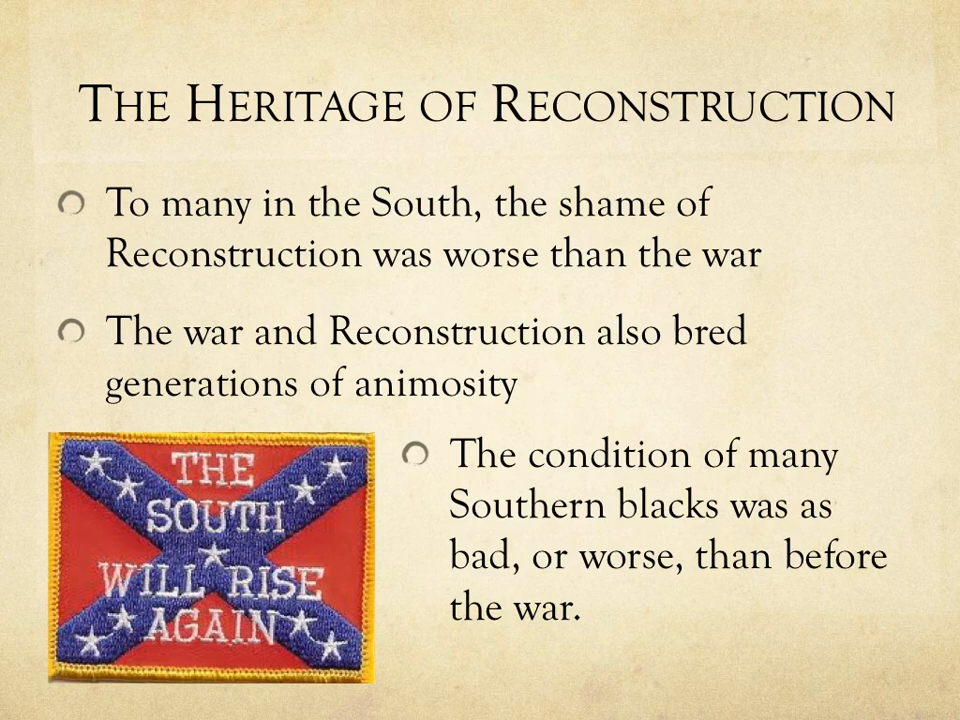 THE HERITAGE OF RECONSTRUCTION
To many in the South, the shame of
Reconstruction was worse than the war
The war and Reconstruction also bred
generations of animosity
The condition of many
Southern blacks was as
bad, or worse, than before
the war.
THE
SOUTH
WILL RISE
AGAIN